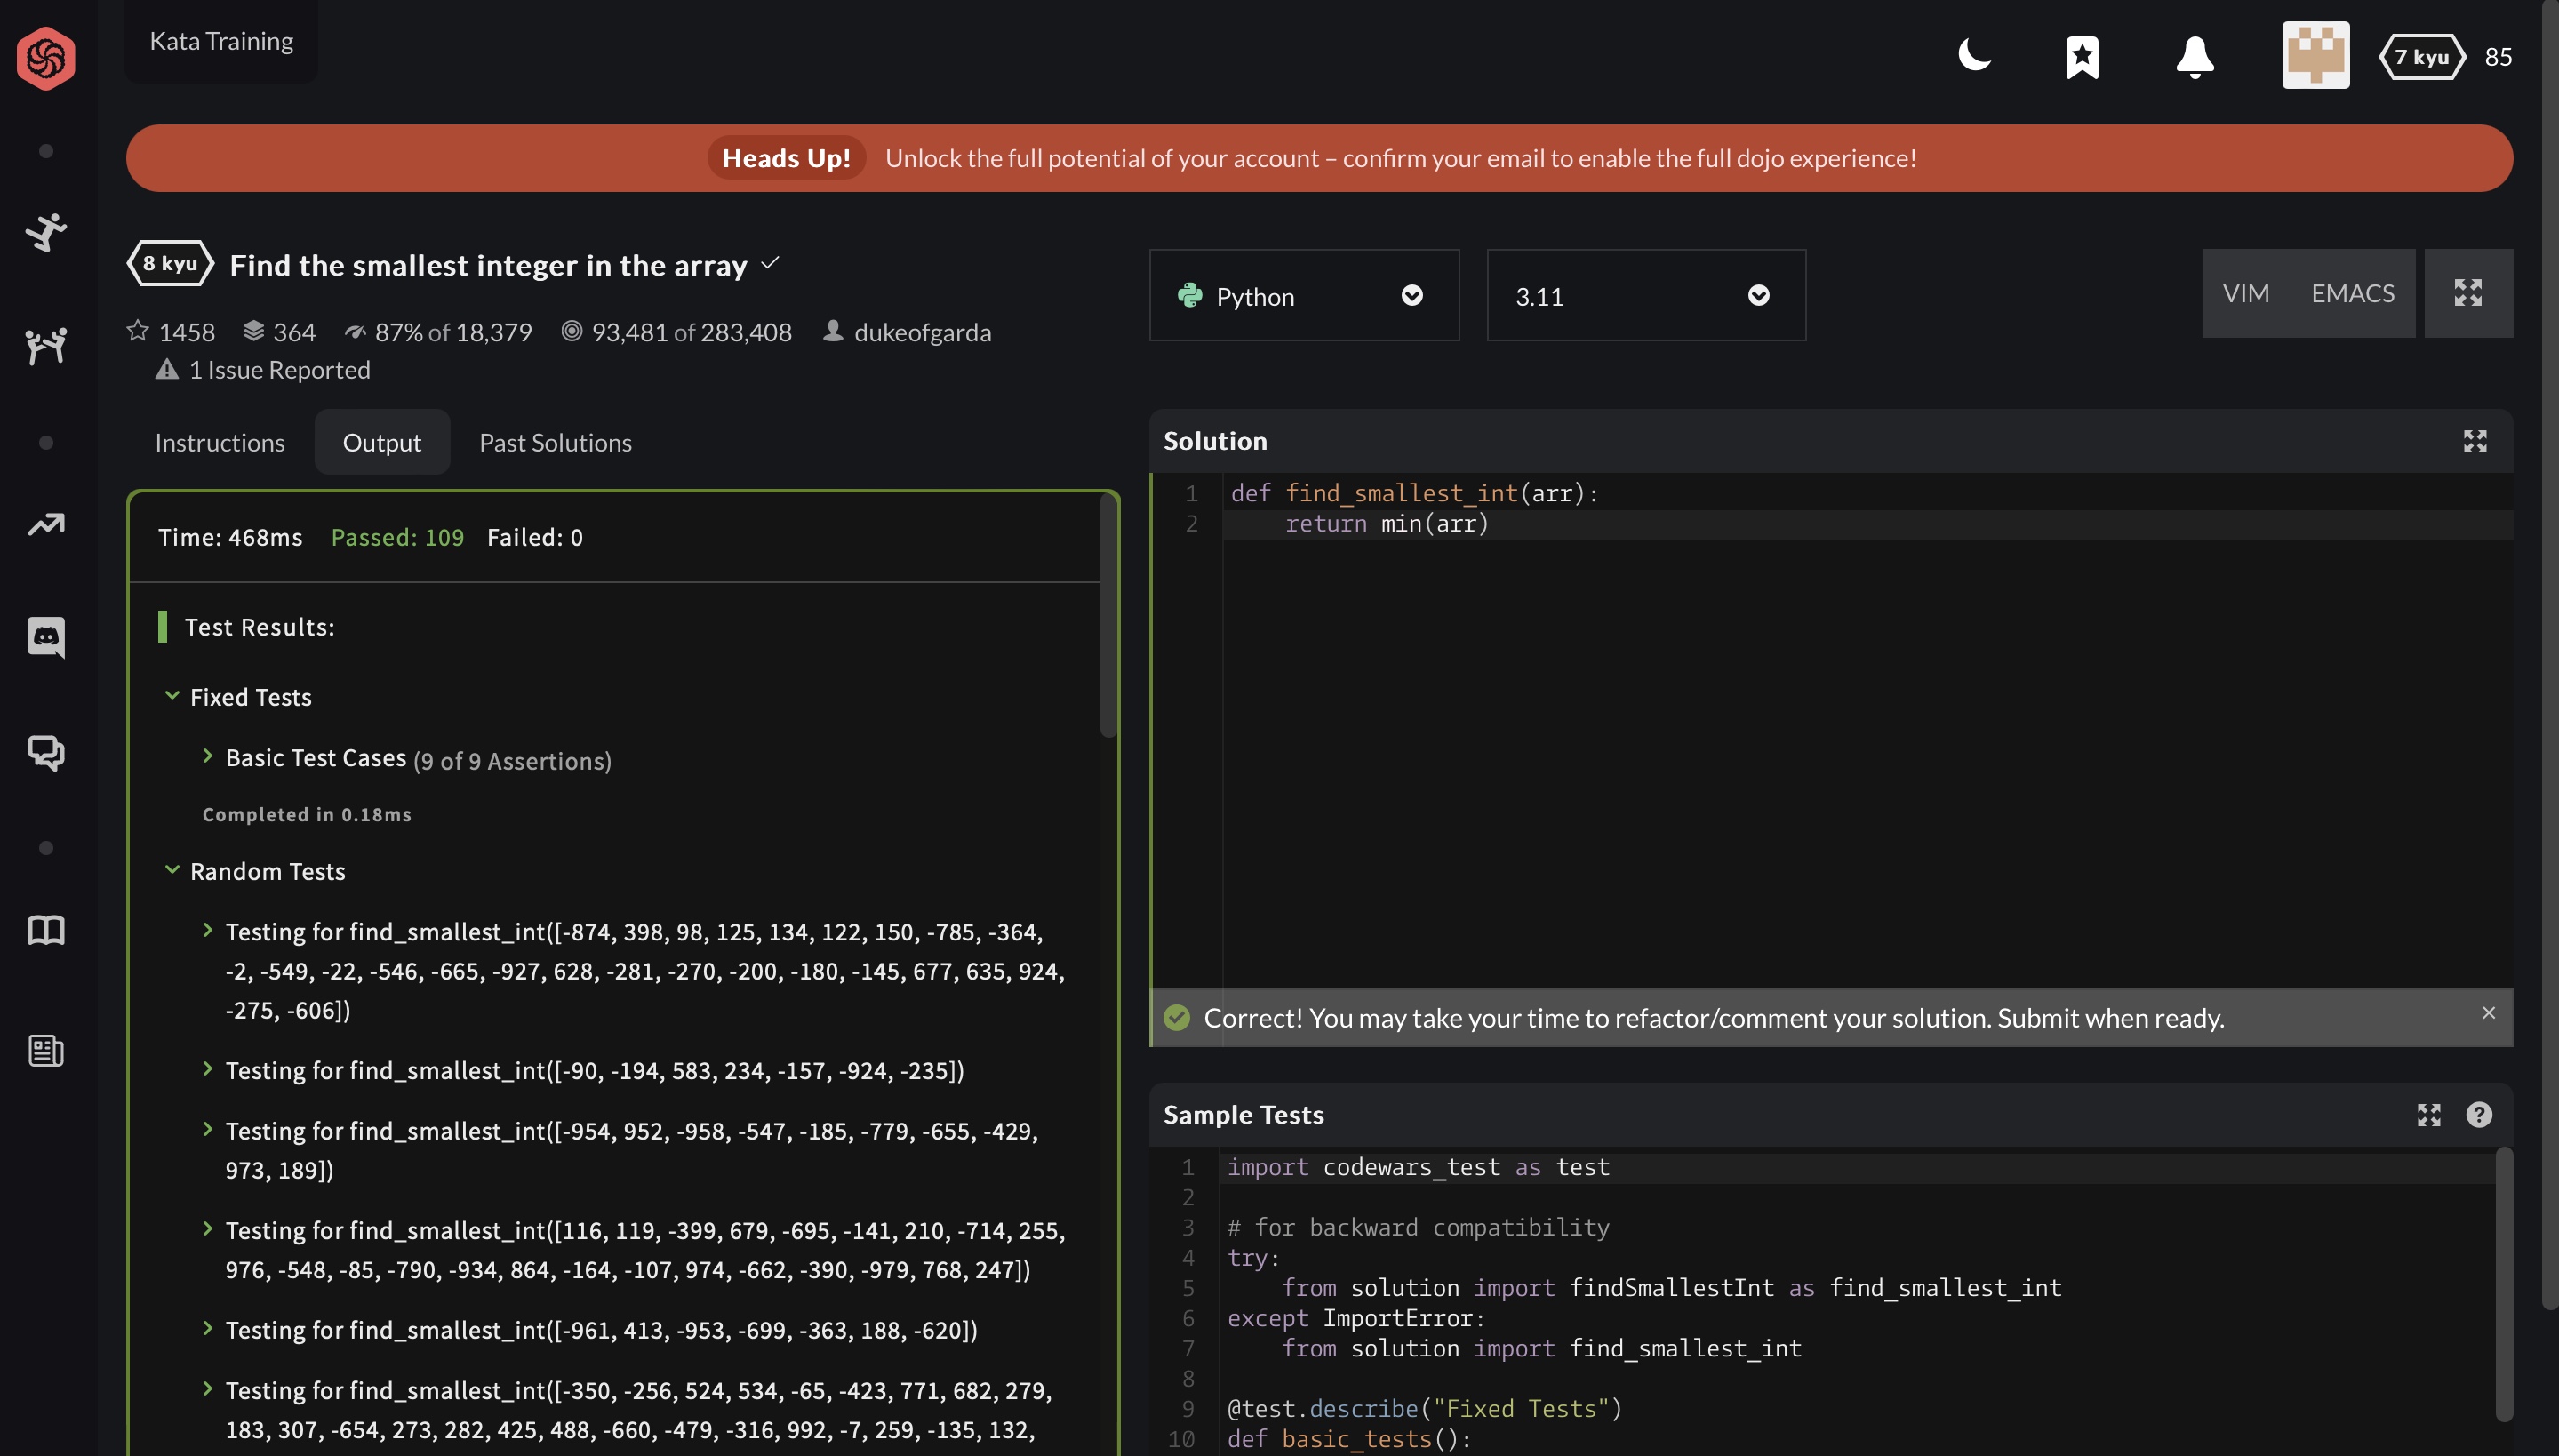 Kata Training
7 kyu 85
Heads Up! Unlock the full potential of your account – confirm your email to enable the full dojo experience!
8 kyu Find the smallest integer in the array
1458 364 87% of 18,379 93,481 of 283,408 dukeofgarda
1 Issue Reported
Python
3.11
VIM EMACS
Instructions Output Past Solutions
Time: 468ms Passed: 109 Failed: 0
Test Results:
Fixed Tests
Basic Test Cases (9 of 9 Assertions)
Completed in 0.18ms
Random Tests
Testing for find_smallest_int([-874, 398, 98, 125, 134, 122, 150, -785, -364,
-2, -549, -22, -546, -665, -927, 628, -281, -270, -200, -180, -145, 677, 635, 924,
-275, -606])
Testing for find_smallest_int([-90, -194, 583, 234, -157, -924, -235])
Testing for find_smallest_int([-954, 952, -958, -547, -185, -779, -655, -429,
973, 189])
Testing for find_smallest_int([116, 119, -399, 679, -695, -141, 210, -714, 255,
976, -548, -85, -790, -934, 864, -164, -107, 974, -662, -390, -979, 768, 247])
Testing for find_smallest_int([-961, 413, -953, -699, -363, 188, -620])
Testing for find_smallest_int([-350, -256, 524, 534, -65, -423, 771, 682, 279,
183, 307, -654, 273, 282, 425, 488, -660, -479, -316, 992, -7, 259, -135, 132,
Solution
1 def find_smallest_int(arr):
2     return min(arr)
Correct! You may take your time to refactor/comment your solution. Submit when ready.
Sample Tests
1 import codewars_test as test
2
3 # for backward compatibility
4 try:
5     from solution import findSmallestInt as find_smallest_int
6 except ImportError:
7     from solution import find_smallest_int
8
9 @test.describe("Fixed Tests")
10 def basic_tests():